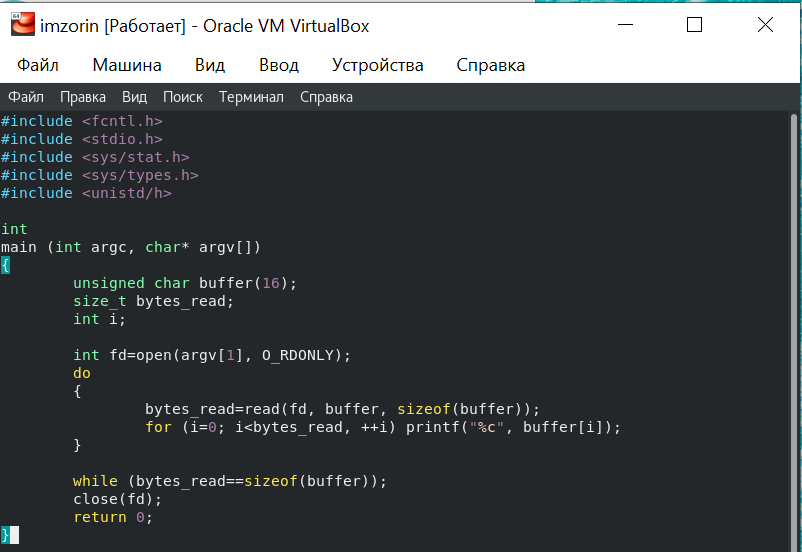 64
imzorin [Работает] - Oracle VM VirtualBox
Файл Машина Вид Ввод Устройства Справка
Файл Правка Вид Поиск Терминал Справка
#include <fcntl.h>
#include <stdio.h>
#include <sys/stat.h>
#include <sys/types.h>
#include <unistd/h>
int
main (int argc, char* argv[])
{
unsigned char buffer(16);
size_t bytes_read;
int i;
int fd=open(argv[1], O_RDONLY);
do
{
bytes_read=read(fd, buffer, sizeof(buffer));
for (i=0; i<bytes_read, ++i) printf("%c", buffer[i]);
}
while (bytes_read==sizeof(buffer));
close(fd);
return 0;
}